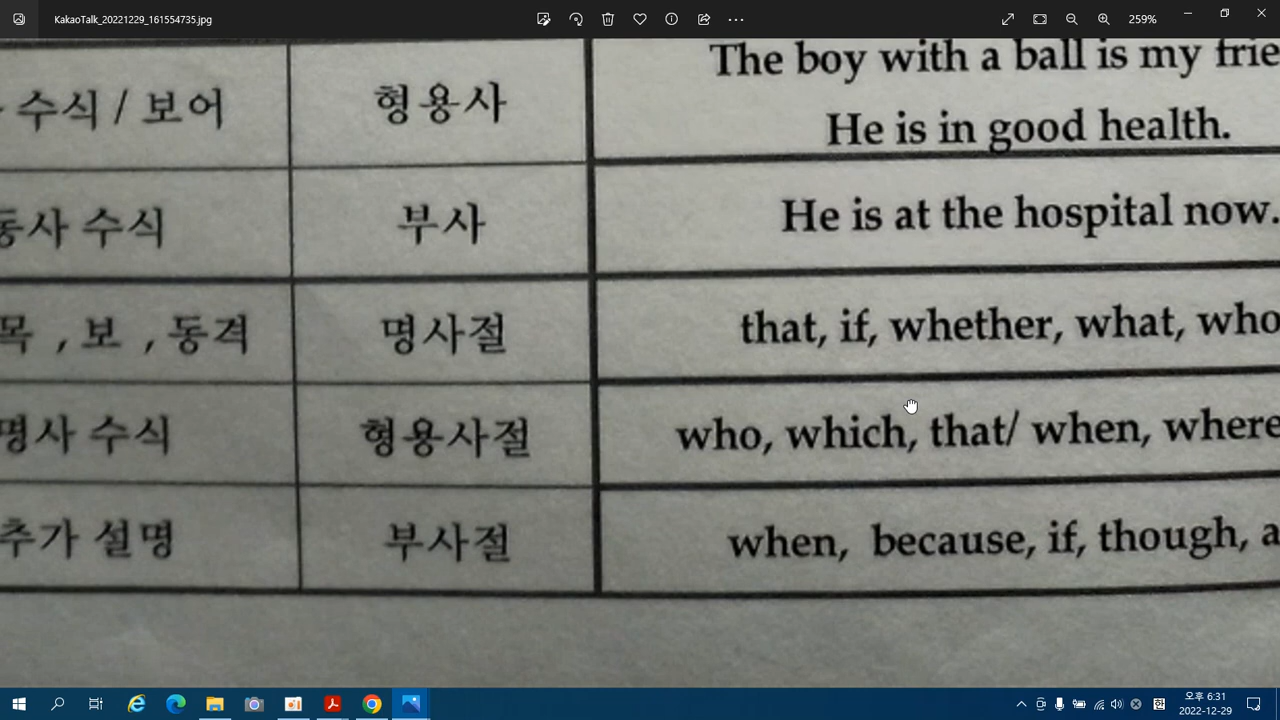 KakaoTalk_20221229_161554735.jpg
259%
수식 / 보어
형용사
The boy with a ball is my frie
He is in good health.
동사 수식
부사
He is at the hospital now.
목 , 보 , 동격
명사절
that, if, whether, what, who
명사 수식
형용사절
who, which, that/ when, where
추가 설명
부사절
when, because, if, though, a
오후 6:31
2022-12-29
한